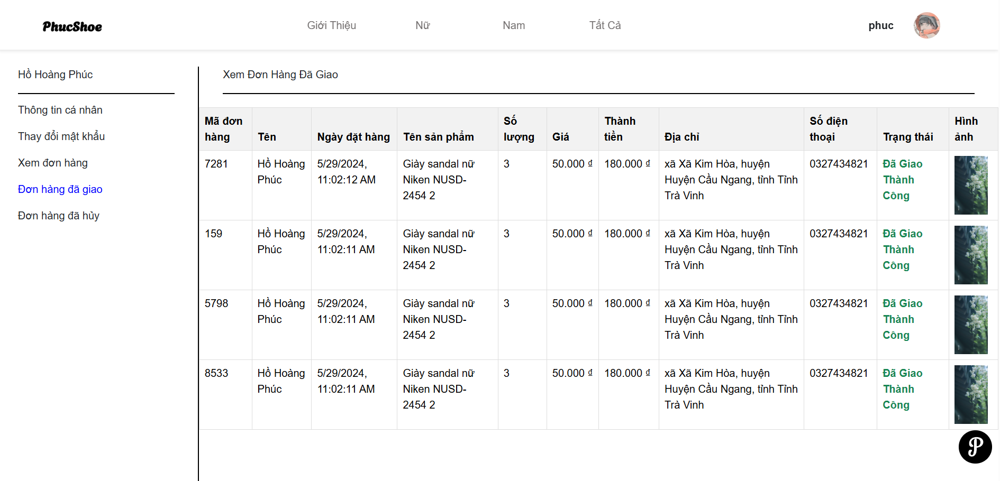 PhucShoe
Giới Thiệu
Nữ
Nam
Tất Cả
phuc
Hồ Hoàng Phúc
Thông tin cá nhân
Thay đổi mật khẩu
Xem đơn hàng
Đơn hàng đã giao
Đơn hàng đã hủy
Xem Đơn Hàng Đã Giao
Mã đơn
hàng
Tên
Ngày đặt hàng
Tên sản phẩm
Số
lượng
Giá
Thành
tiền
Địa chỉ
Số điện
thoại
Trạng thái
Hình
ảnh
7281
Hồ Hoàng
Phúc
5/29/2024,
11:02:12 AM
Giày sandal nữ
Niken NUSD-
2454 2
3
50.000 ₫
180.000 ₫
xã Xã Kim Hòa, huyện
Huyện Cầu Ngang, tỉnh Tỉnh
Trà Vinh
0327434821
Đã Giao
Thành
Công
159
Hồ Hoàng
Phúc
5/29/2024,
11:02:11 AM
Giày sandal nữ
Niken NUSD-
2454 2
3
50.000 ₫
180.000 ₫
xã Xã Kim Hòa, huyện
Huyện Cầu Ngang, tỉnh Tỉnh
Trà Vinh
0327434821
Đã Giao
Thành
Công
5798
Hồ Hoàng
Phúc
5/29/2024,
11:02:11 AM
Giày sandal nữ
Niken NUSD-
2454 2
3
50.000 ₫
180.000 ₫
xã Xã Kim Hòa, huyện
Huyện Cầu Ngang, tỉnh Tỉnh
Trà Vinh
0327434821
Đã Giao
Thành
Công
8533
Hồ Hoàng
Phúc
5/29/2024,
11:02:11 AM
Giày sandal nữ
Niken NUSD-
2454 2
3
50.000 ₫
180.000 ₫
xã Xã Kim Hòa, huyện
Huyện Cầu Ngang, tỉnh Tỉnh
Trà Vinh
0327434821
Đã Giao
Thành
Công
P